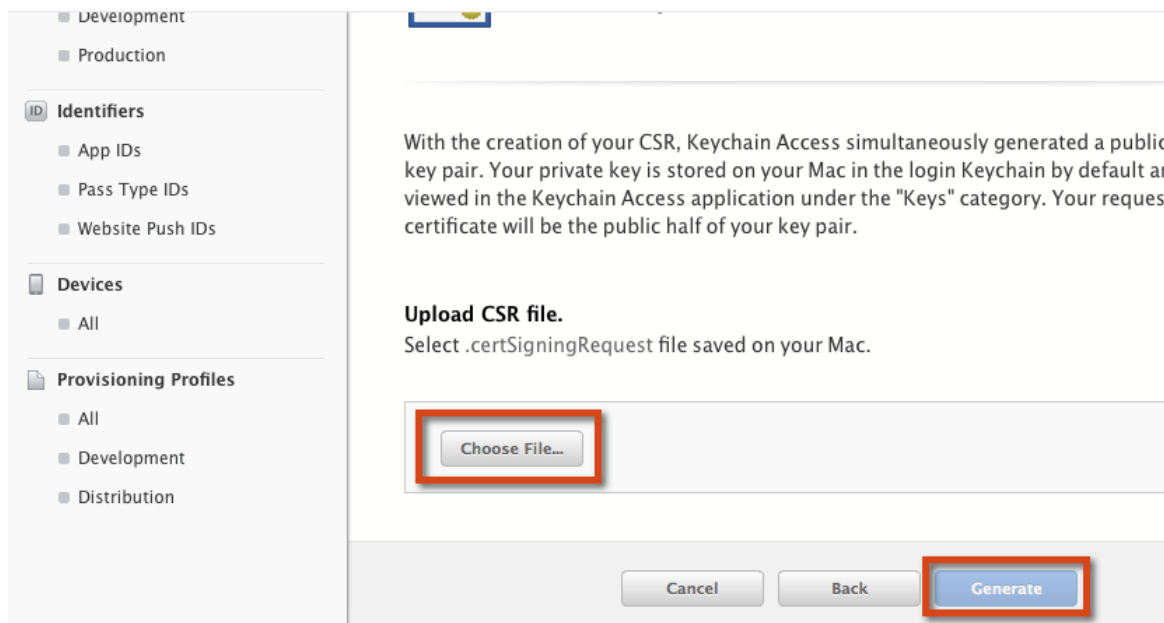 Development
Production
ID
Identifiers
App IDs
Pass Type IDs
Website Push IDs
Devices
All
Provisioning Profiles
All
Development
Distribution
With the creation of your CSR, Keychain Access simultaneously generated a public
key pair. Your private key is stored on your Mac in the login Keychain by default
viewed in the Keychain Access application under the "Keys" category. Your
certificate will be the public half of your key pair.
Upload CSR file.
Select .certSigningRequest file saved on your Mac.
Choose File...
Cancel
Back
Generate